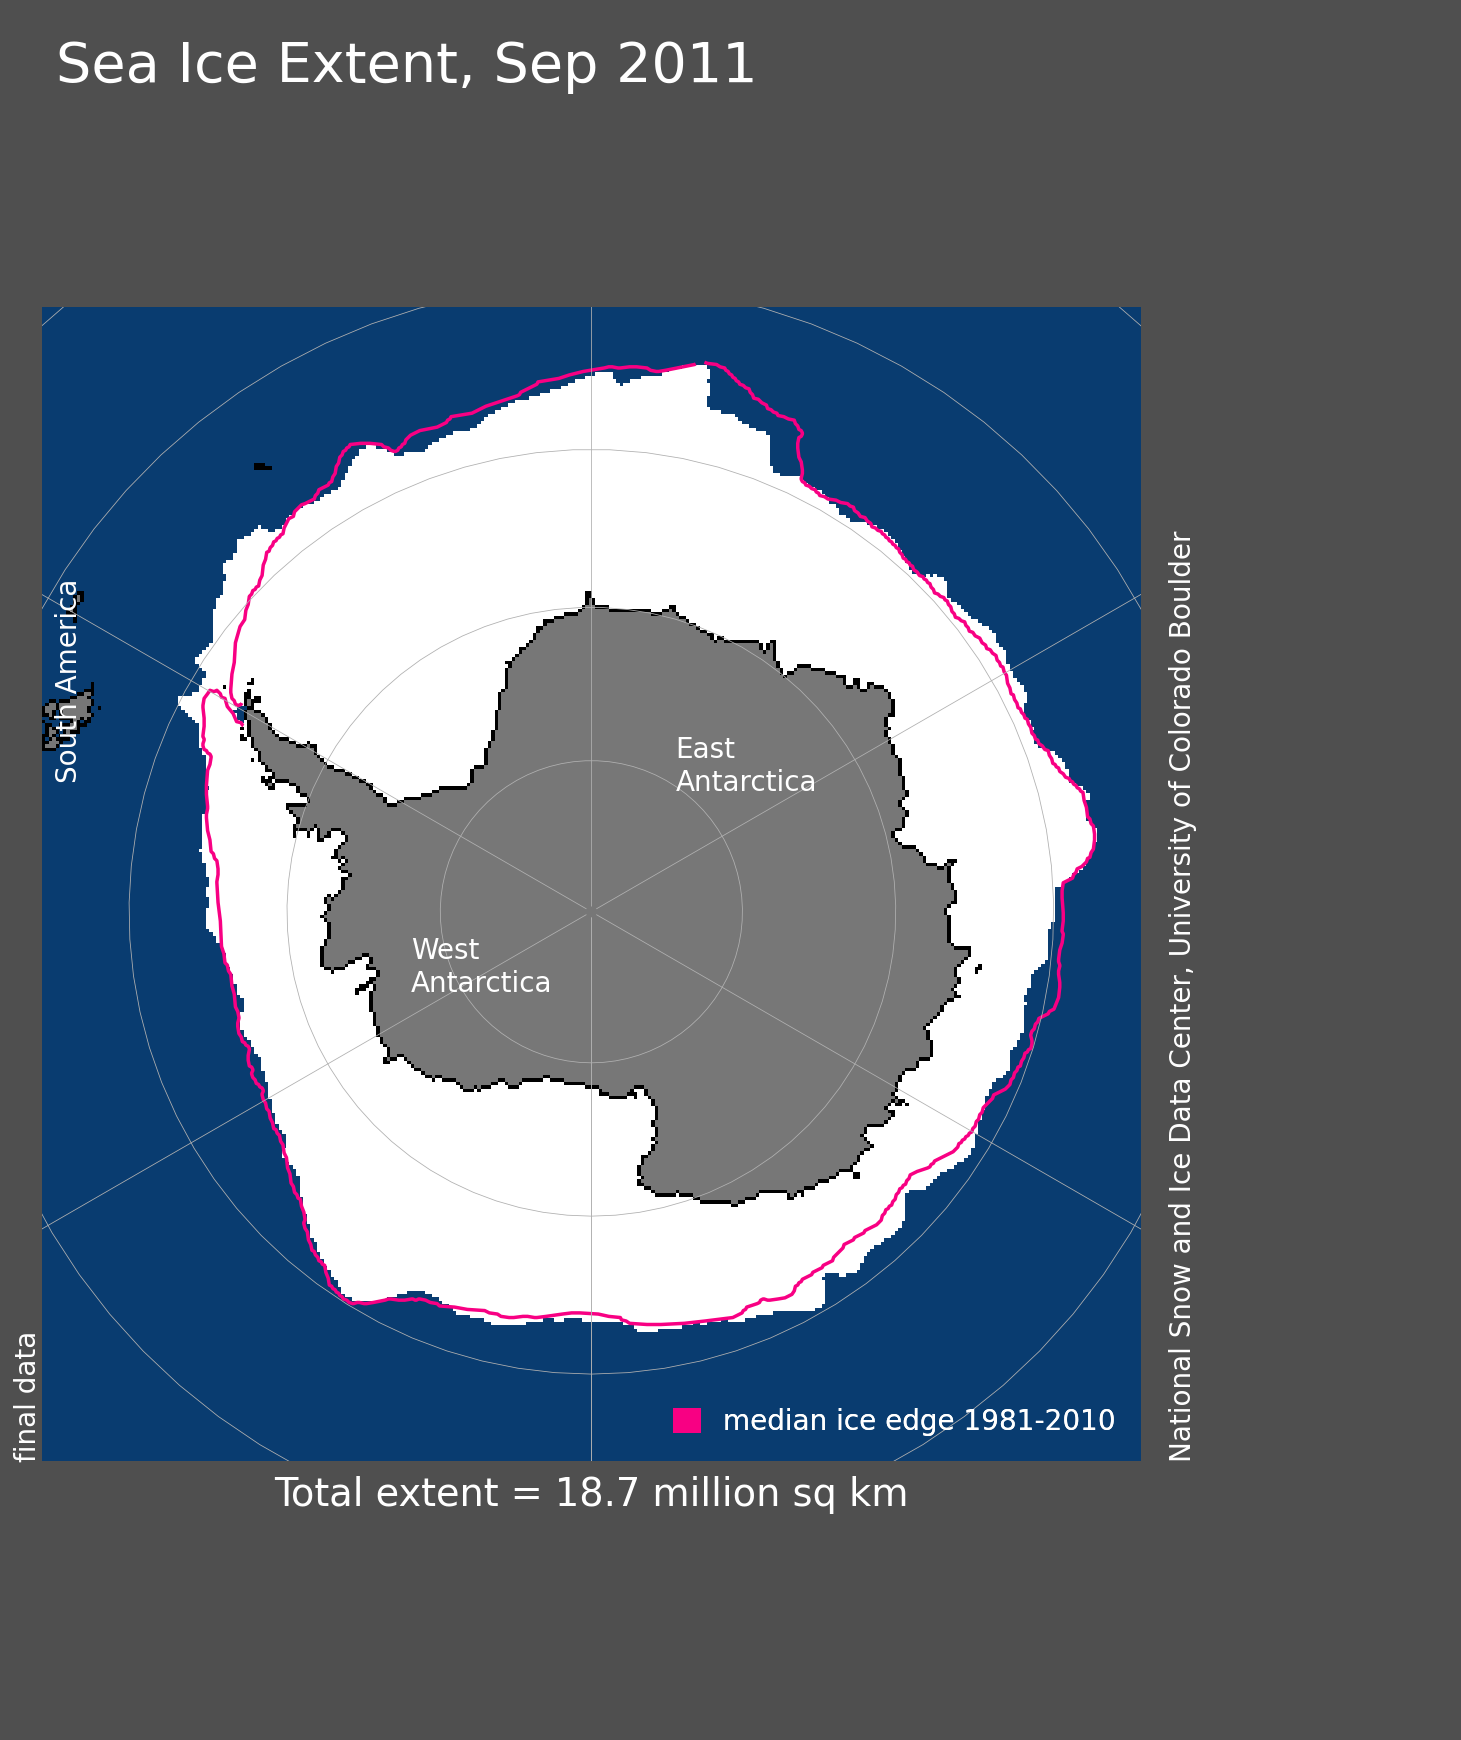 Sea Ice Extent, Sep 2011
South America
East
Antarctica
West
Antarctica
median ice edge 1981-2010
final data
National Snow and Ice Data Center, University of Colorado Boulder
Total extent = 18.7 million sq km